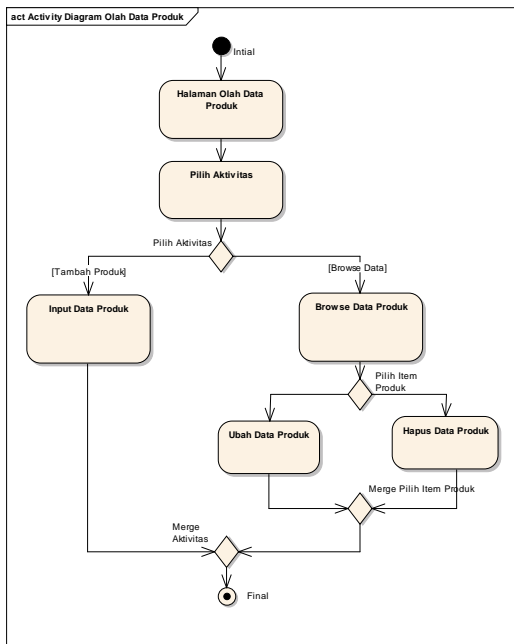 act Activity Diagram Olah Data Produk
Intial
Halaman Olah Data
Produk
Pilih Aktivitas
Pilih Aktivitas
[Tambah Produk]
[Browse Data]
Input Data Produk
Browse Data Produk
Pilih Item
Produk
Ubah Data Produk
Hapus Data Produk
Merge Pilih Item Produk
Merge
Aktivitas
Final